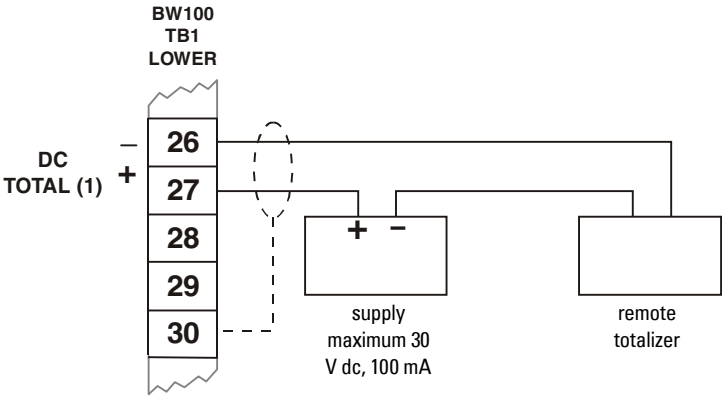 BW100
TB1
LOWER
– 26
DC
TOTAL (1)
+ 27
28
29
30
+ –
supply
maximum 30
V dc, 100 mA
remote
totalizer